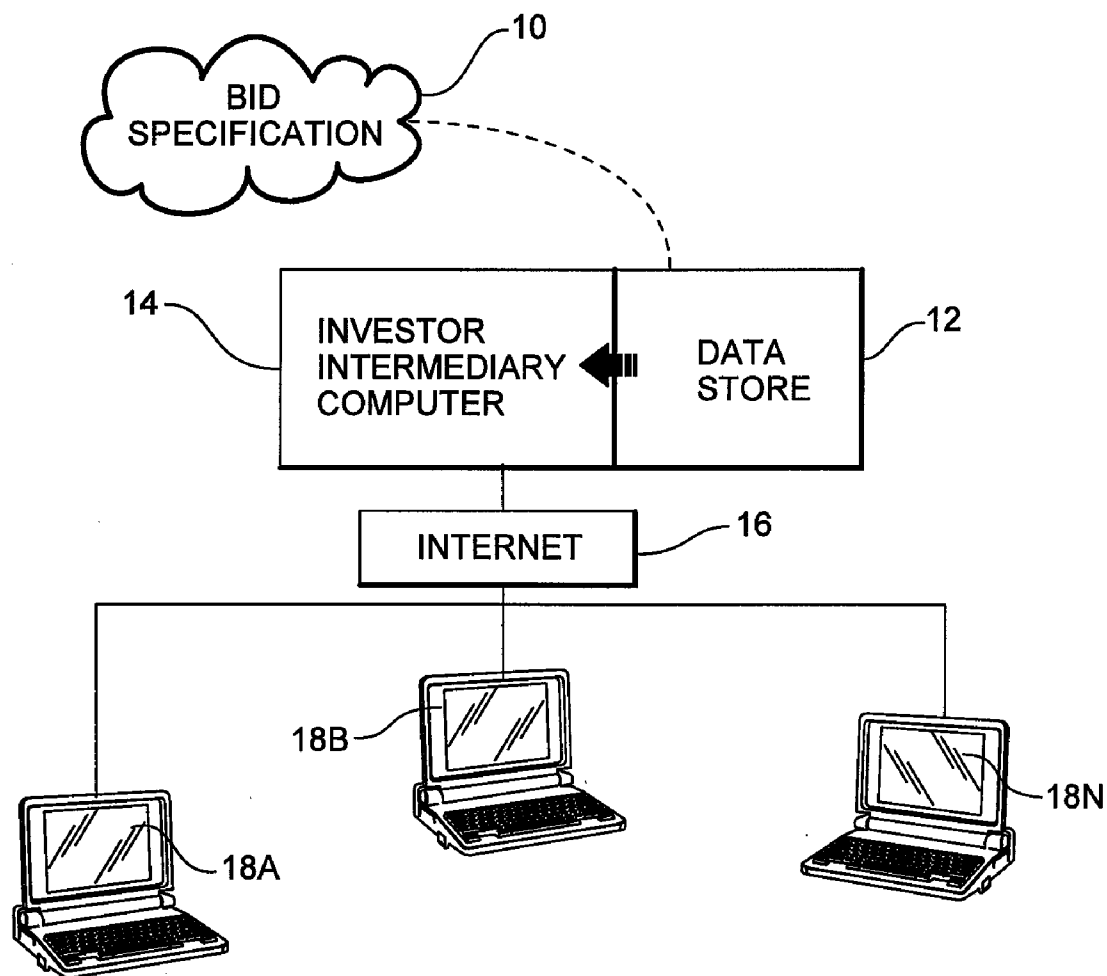 10
BID
SPECIFICATION
14
INVESTOR
INTERMEDIARY
COMPUTER
DATA
STORE
12
INTERNET
16
18B
18N
18A